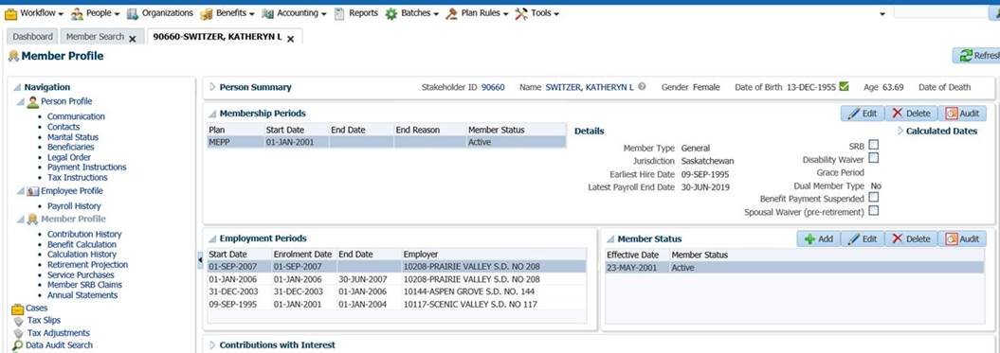 Workflow People Organizations Benefits Accounting Reports Batches Plan Rules Tools
Dashboard Member Search 90660-SWITZER, KATHERYN L
Member Profile
Refresh
Navigation
Person Profile
Communication
Contacts
Marital Status
Beneficiaries
Legal Order
Payment Instructions
Tax Instructions
Employee Profile
Payroll History
Member Profile
Contribution History
Benefit Calculation
Calculation History
Retirement Projection
Service Purchases
Member SRB Claims
Annual Statements
Cases
Tax Slips
Tax Adjustments
Data Audit Search
Person Summary Stakeholder ID 90660 Name SWITZER, KATHERYN L Gender Female Date of Birth 13-DEC-1955 Age 63.69 Date of Death
Membership Periods Edit Delete Audit
Plan Start Date End Date End Reason Member Status
MEPP 01-JAN-2001 Active
Details Calculated Dates
Member Type General
Jurisdiction Saskatchewan
Earliest Hire Date 09-SEP-1995
Latest Payroll End Date 30-JUN-2019
SRB
Disability Waiver
Grace Period
Dual Member Type No
Benefit Payment Suspended
Spousal Waiver (pre-retirement)
Employment Periods
Start Date Enrolment Date End Date Employer
01-SEP-2007 01-SEP-2007 10208-PRAIRIE VALLEY S.D. NO 208
01-JAN-2006 01-JAN-2006 30-JUN-2007 10208-PRAIRIE VALLEY S.D. NO 208
31-DEC-2003 31-DEC-2003 01-JAN-2006 10144-ASPEN GROVE S.D. NO. 144
09-SEP-1995 01-JAN-2001 01-JAN-2004 10117-SCENIC VALLEY S.D. NO 117
Member Status Add Edit Delete Audit
Effective Date Member Status
23-MAY-2001 Active
Contributions with Interest